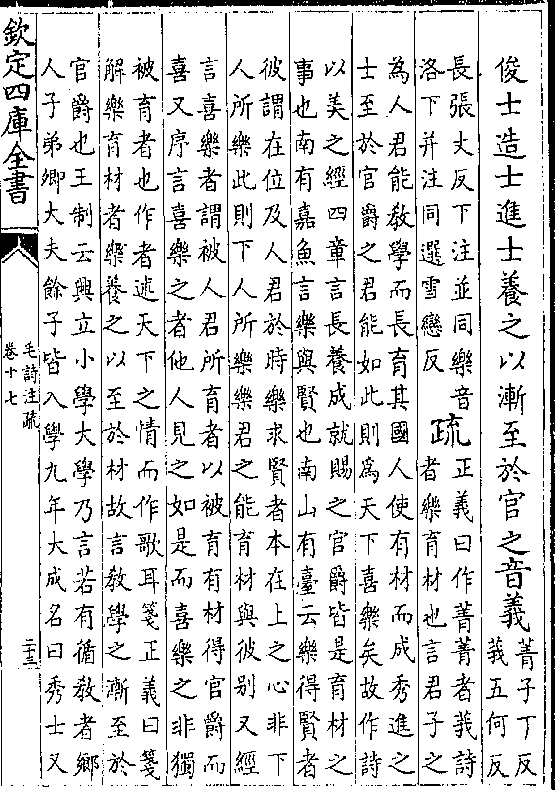 俊士造士進士養之以漸至於官之音義
菁子丁反
莪五何反
長張丈反下注並同樂音
洛下并注同選雪戀反
疏
正義曰作菁菁者莪詩
者樂育材也言君子之
為人君能教學而長育其國人使有材而成秀進之
士至於官爵之君能如此則爲天下喜樂矣故作詩
以美之經四章言長養成就賜之官爵皆是育材之
事也南有嘉魚言樂與賢也南山有臺云樂得賢者
彼謂在位及人君於時樂求賢者本在上之心非下
人所樂此則下人所樂樂君之能育材與彼别又經
言喜樂者謂被人君所育者以被育有材得官爵而
喜又序言喜樂之者他人見之如是而喜樂之非獨
被育者也作者述天下之情而作歌耳箋正義曰箋
解樂育材者樂養之以至於材故言教學之漸至於
官爵也王制云興立小學大學乃言若有循教者鄉
人子弟卿大夫餘子皆入學九年大成名曰秀士又
欽定四庫全書
毛詩注疏
卷十七
二十三